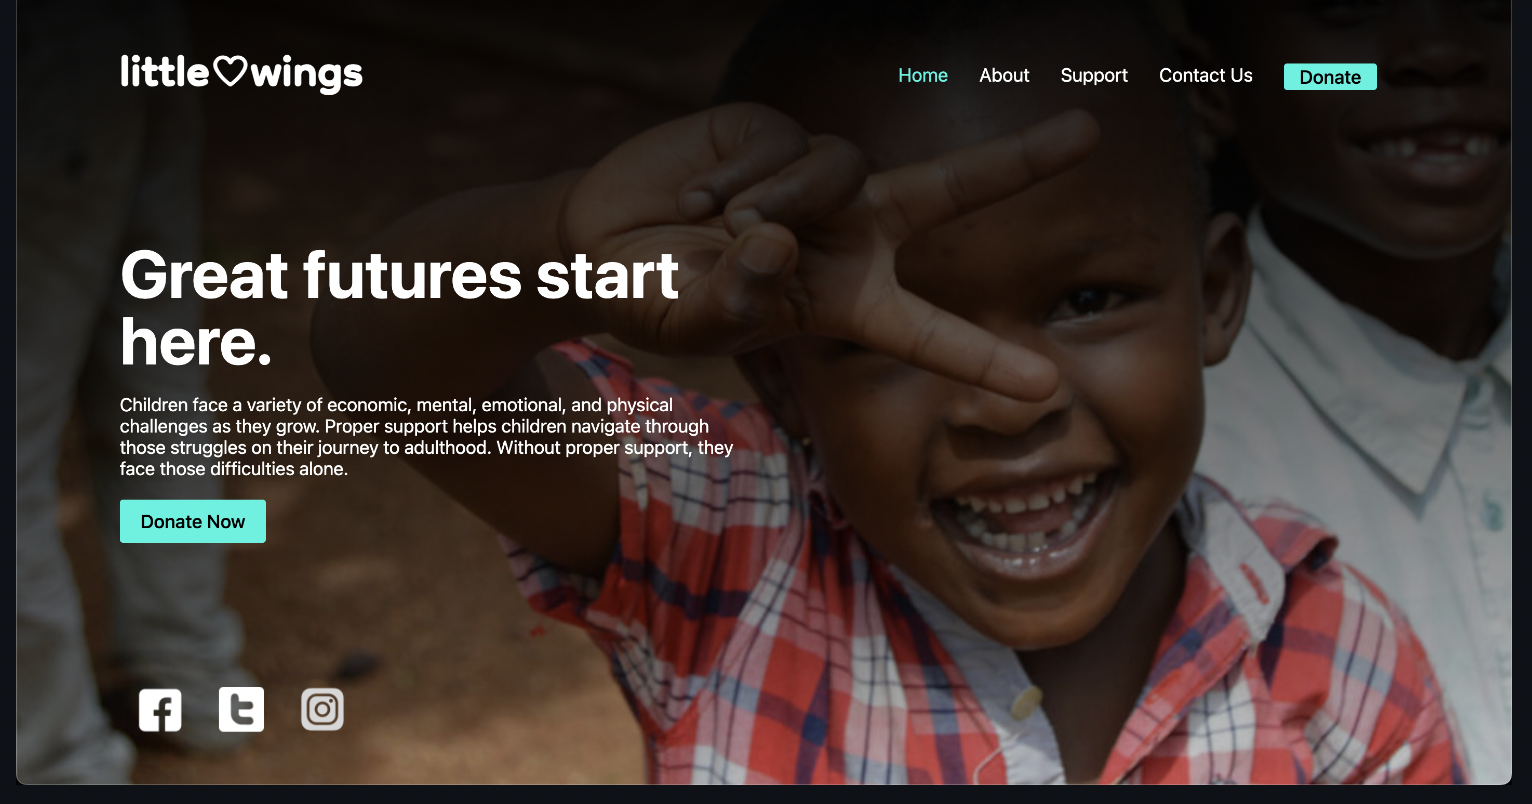 little♡wings
Home About Support Contact Us Donate
Great futures start
here.
Children face a variety of economic, mental, emotional, and physical
challenges as they grow. Proper support helps children navigate through
those struggles on their journey to adulthood. Without proper support, they
face those difficulties alone.
Donate Now